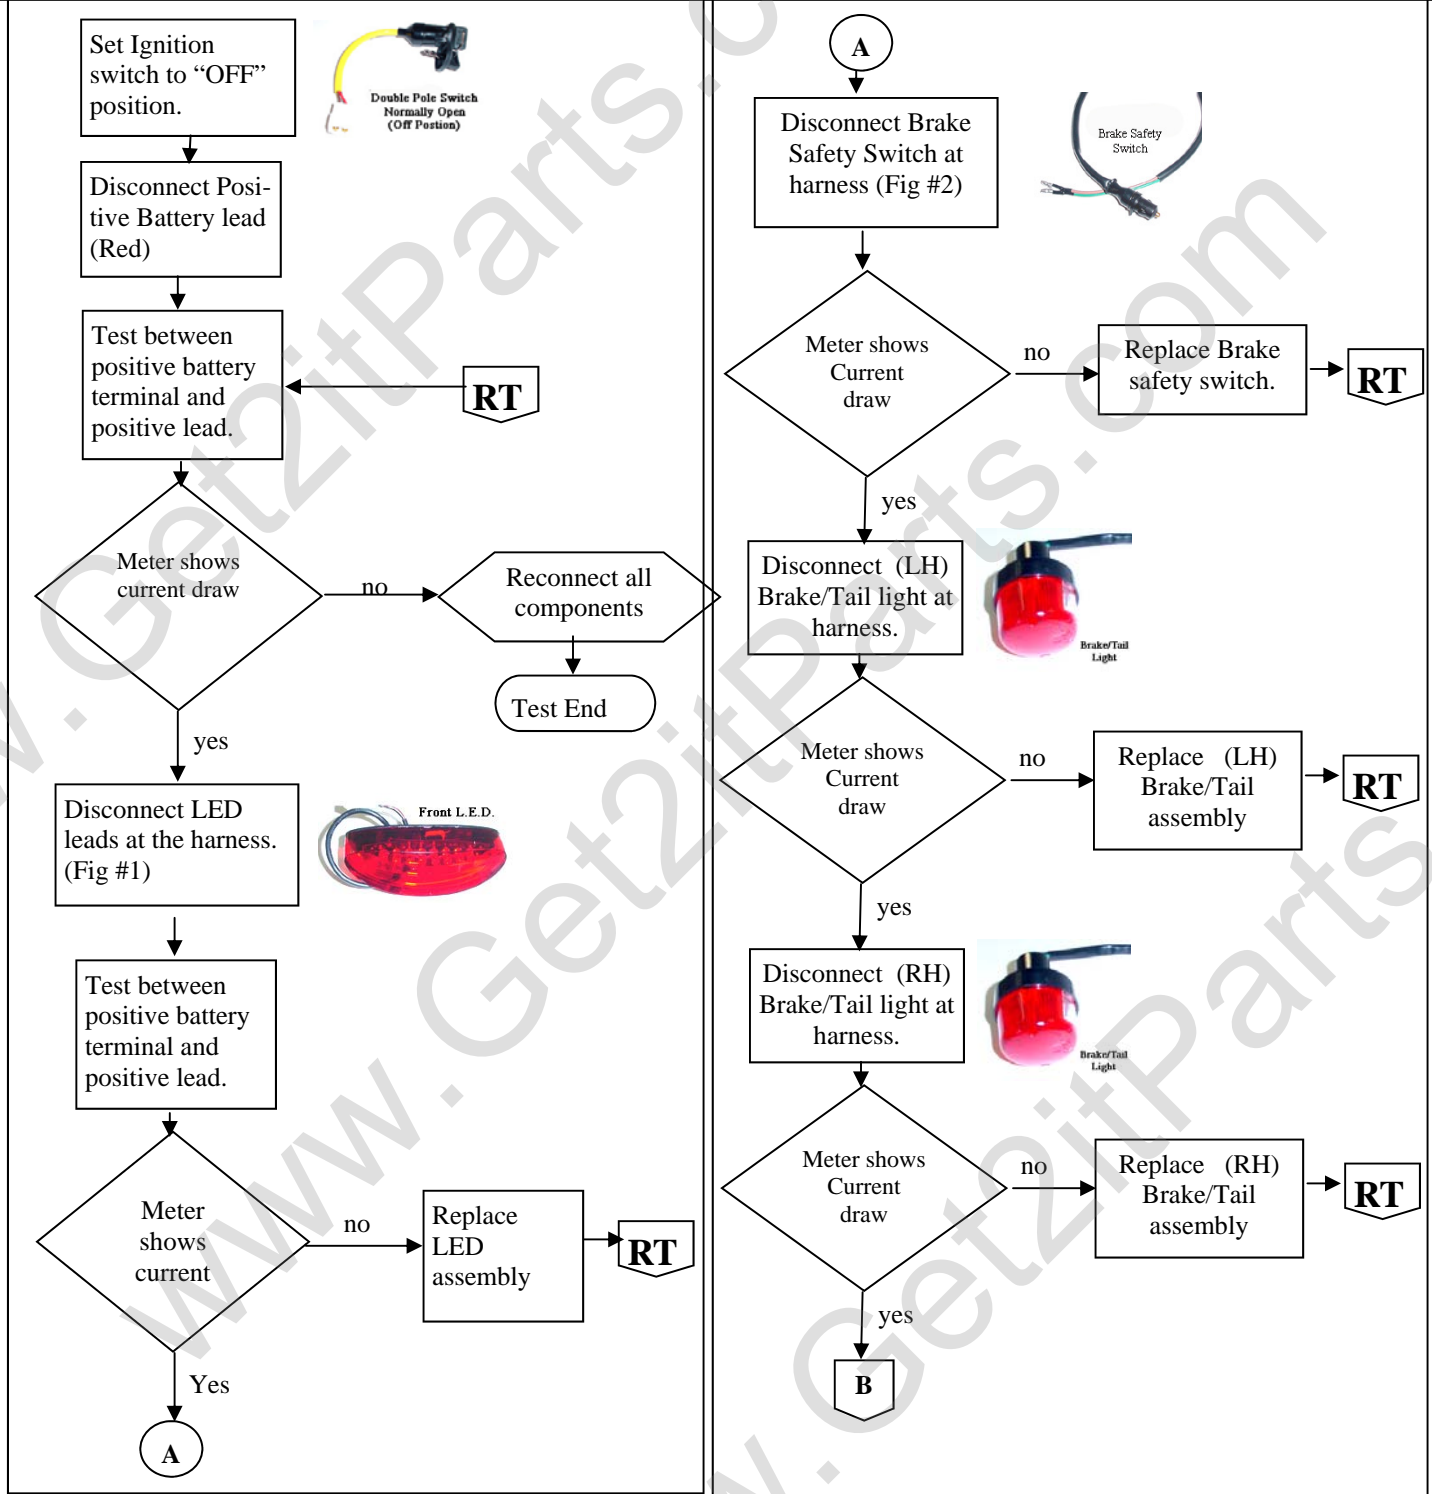 Set Ignition
switch to “OFF”
position.
Double Pole Switch
Normally Open
(Off Postion)
Disconnect Posi-
tive Battery lead
(Red)
Test between
positive battery
terminal and
positive lead.
RT
Meter shows
current draw
no
Reconnect all
components
Test End
yes
Disconnect LED
leads at the harness.
(Fig #1)
Front L.E.D.
Test between
positive battery
terminal and
positive lead.
Meter
shows
current
no
Replace
LED
assembly
RT
Yes
A
A
Disconnect Brake
Safety Switch at
harness (Fig #2)
Brake Safety
Switch
Meter shows
Current
draw
no
Replace Brake
safety switch.
RT
yes
Disconnect (LH)
Brake/Tail light at
harness.
Brake/Tail
Light
Meter shows
Current
draw
no
Replace (LH)
Brake/Tail
assembly
RT
yes
Disconnect (RH)
Brake/Tail light at
harness.
Brake/Tail
Light
Meter shows
Current
draw
no
Replace (RH)
Brake/Tail
assembly
RT
yes
B
www.Get2itParts.com
www.Get2itParts.com
www.Get2itParts